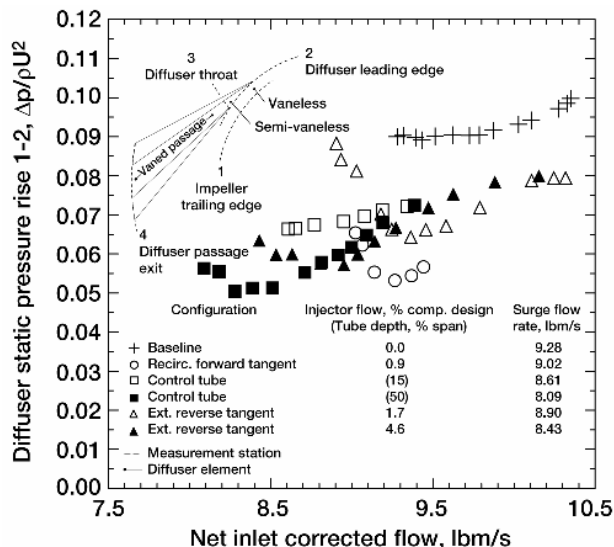 Diffuser static pressure rise 1-2, Δp/ρU²
0.12
0.11
0.10
0.09
0.08
0.07
0.06
0.05
0.04
0.03
0.02
0.01
0.00
3
Diffuser throat
2
Diffuser leading edge
Vaneless
Semi-vaneless
Vaned passage
1
Impeller
trailing edge
4
Diffuser passage
exit
Configuration
Injector flow, % comp. design
(Tube depth, % span)
Surge flow
rate, lbm/s
Baseline 0.0 9.28
Recirc. forward tangent 0.9 9.02
Control tube (15) 8.61
Control tube (50) 8.09
Ext. reverse tangent 1.7 8.90
Ext. reverse tangent 4.6 8.43
Measurement station
Diffuser element
7.5 8.5 9.5 10.5
Net inlet corrected flow, lbm/s